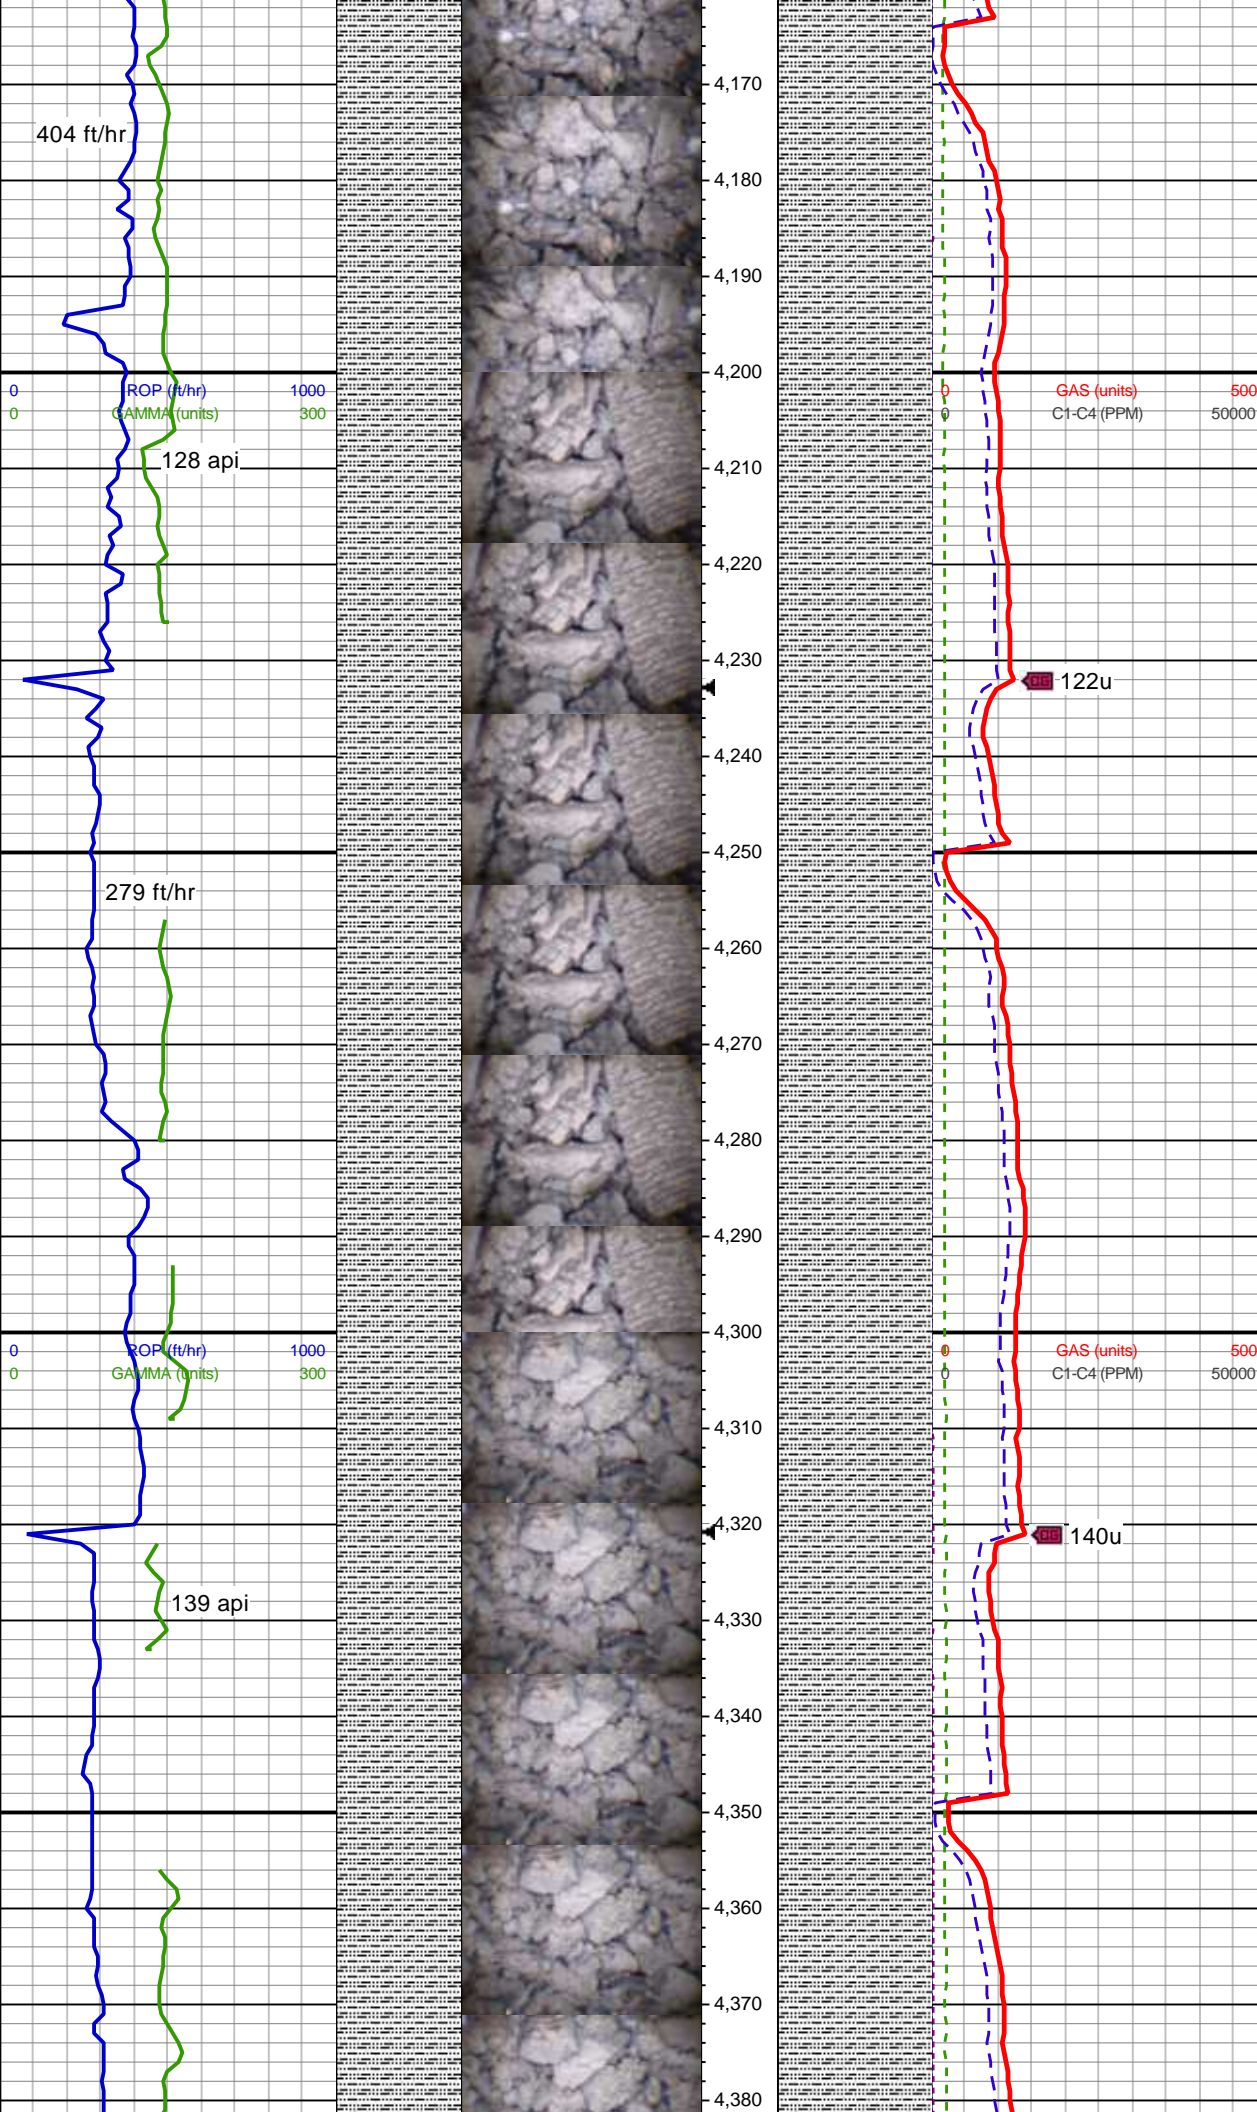 4,170
404 ft/hr
4,180
4,190
4,200
0 ROP (ft/hr) 1000
0 GAMMA (units) 300
0 GAS (units) 500
0 C1-C4 (PPM) 50000
128 api
4,210
4,220
4,230
CG 122u
4,240
4,250
279 ft/hr
4,260
4,270
4,280
4,290
4,300
0 ROP (ft/hr) 1000
0 GAMMA (units) 300
0 GAS (units) 500
0 C1-C4 (PPM) 50000
4,310
4,320
CG 140u
139 api
4,330
4,340
4,350
4,360
4,370
4,380